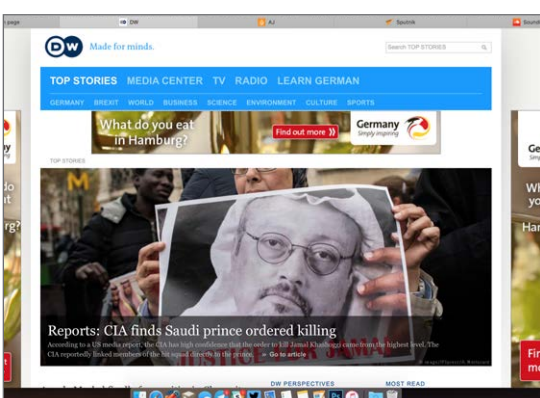 page
DW
AJ
Sputnik
Sound
DW
Made for minds.
Search TOP STORIES
TOP STORIES MEDIA CENTER TV RADIO LEARN GERMAN
GERMANY BREXIT WORLD BUSINESS SCIENCE ENVIRONMENT CULTURE SPORTS
What do you eat
in Hamburg?
Find out more
Germany
Simply inspiring
TOP STORIES
Reports: CIA finds Saudi prince ordered killing
According to a US media report, the CIA has high confidence that the order to kill Jamal Khashoggi came from the highest level. The
CIA reportedly linked members of the hit squad directly to the prince. » Go to article
JAMAL
DW PERSPECTIVES
MOST READ